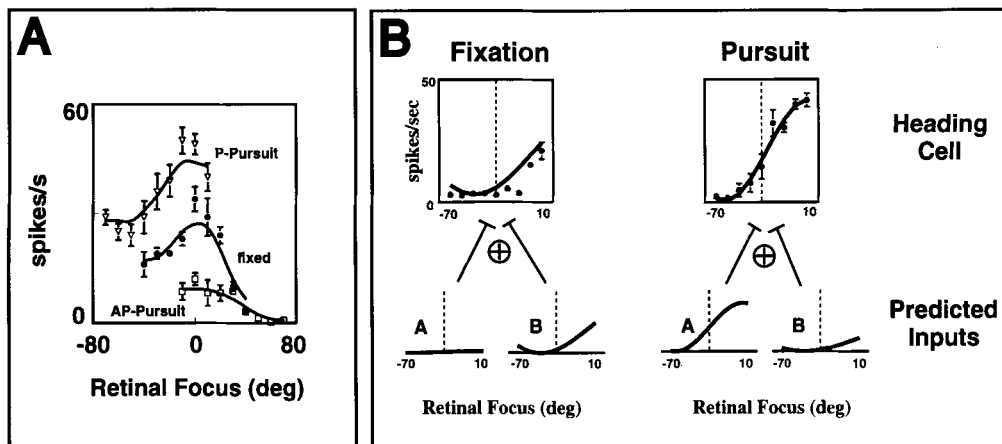 A
60
spikes/s
0
P-Pursuit
fixed
AP-Pursuit
-80
0
80
Retinal Focus (deg)
B
Fixation
Pursuit
50
spikes/sec
0
-70
10
-70
10
Heading
Cell
A
B
A
B
-70
10
-70
10
-70
10
-70
10
Predicted
Inputs
Retinal Focus (deg)
Retinal Focus (deg)